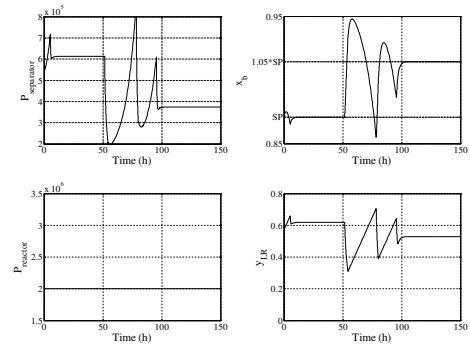 x 10^5
8
7
6
5
4
3
2
0
50
100
150
P_separator
Time (h)
0.95
1.05*SP
SP
0.85
0
50
100
150
x_b
Time (h)
x 10^6
3.5
3
2.5
2
1.5
0
50
100
150
P_reactor
Time (h)
0.8
0.6
0.4
0.2
0
0
50
100
150
y_LR
Time (h)